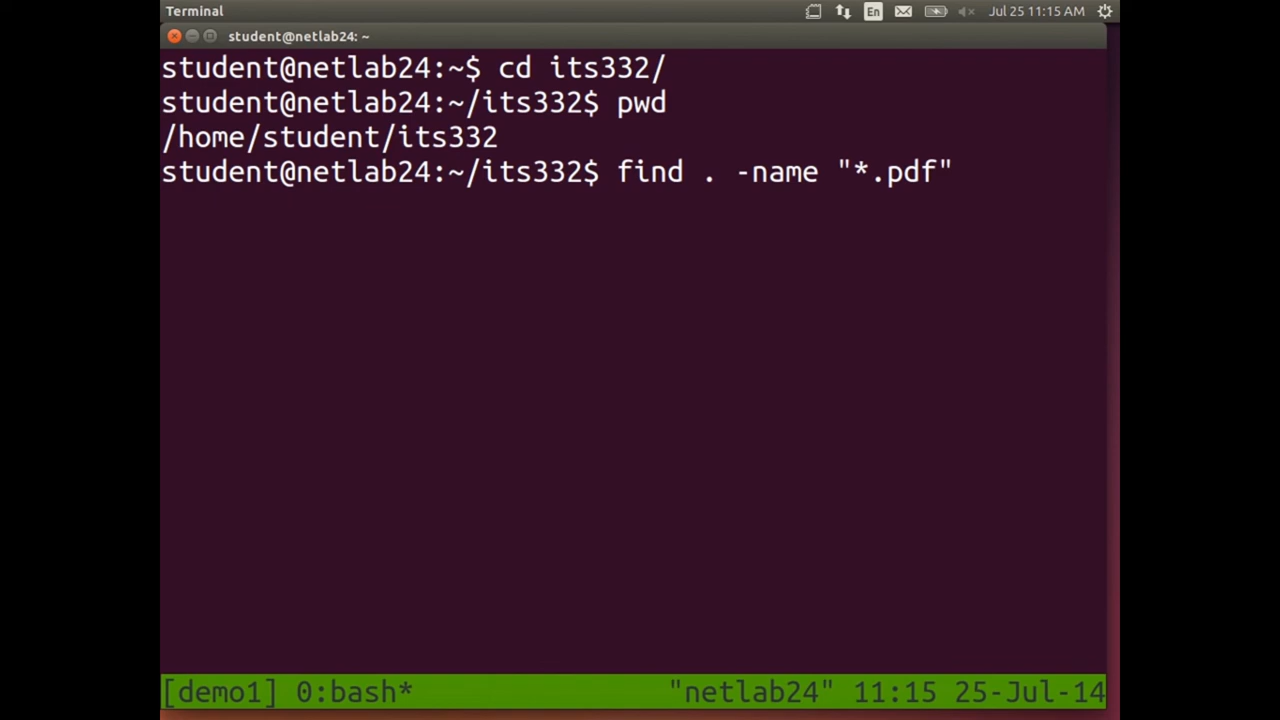 Terminal
En
Jul 25 11:15 AM
student@netlab24: ~
student@netlab24:~$ cd its332/
student@netlab24:~/its332$ pwd
/home/student/its332
student@netlab24:~/its332$ find . -name "*.pdf"
[demo1] 0:bash*
"netlab24" 11:15 25-Jul-14